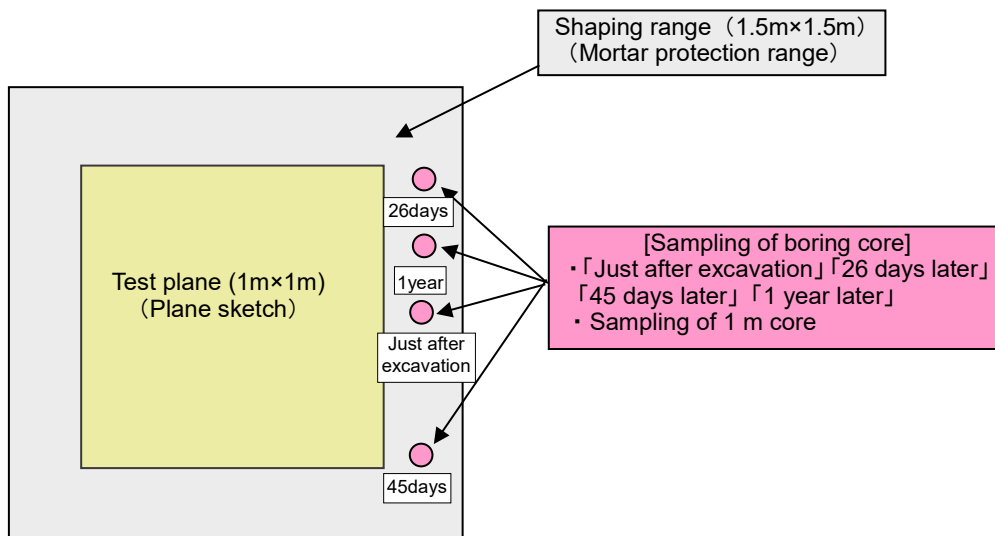 Shaping range（1.5m×1.5m）
（Mortar protection range）
26days
1year
Test plane (1m×1m)
（Plane sketch）
Just after
excavation
45days
[Sampling of boring core]
・「Just after excavation」「26 days later」
「45 days later」「1 year later」
・ Sampling of 1 m core